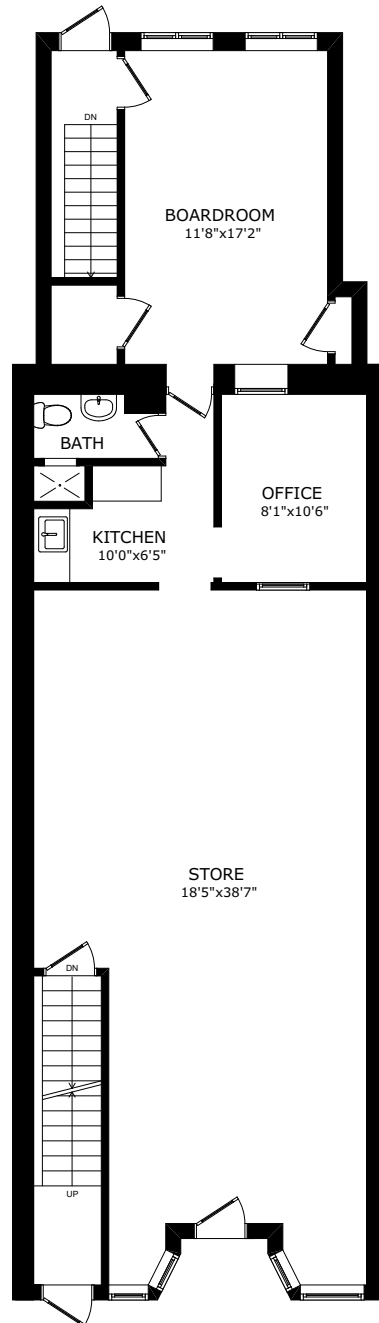 DN
BOARDROOM
11'8"x17'2"
BATH
OFFICE
8'1"x10'6"
KITCHEN
10'0"x6'5"
STORE
18'5"x38'7"
DN
UP